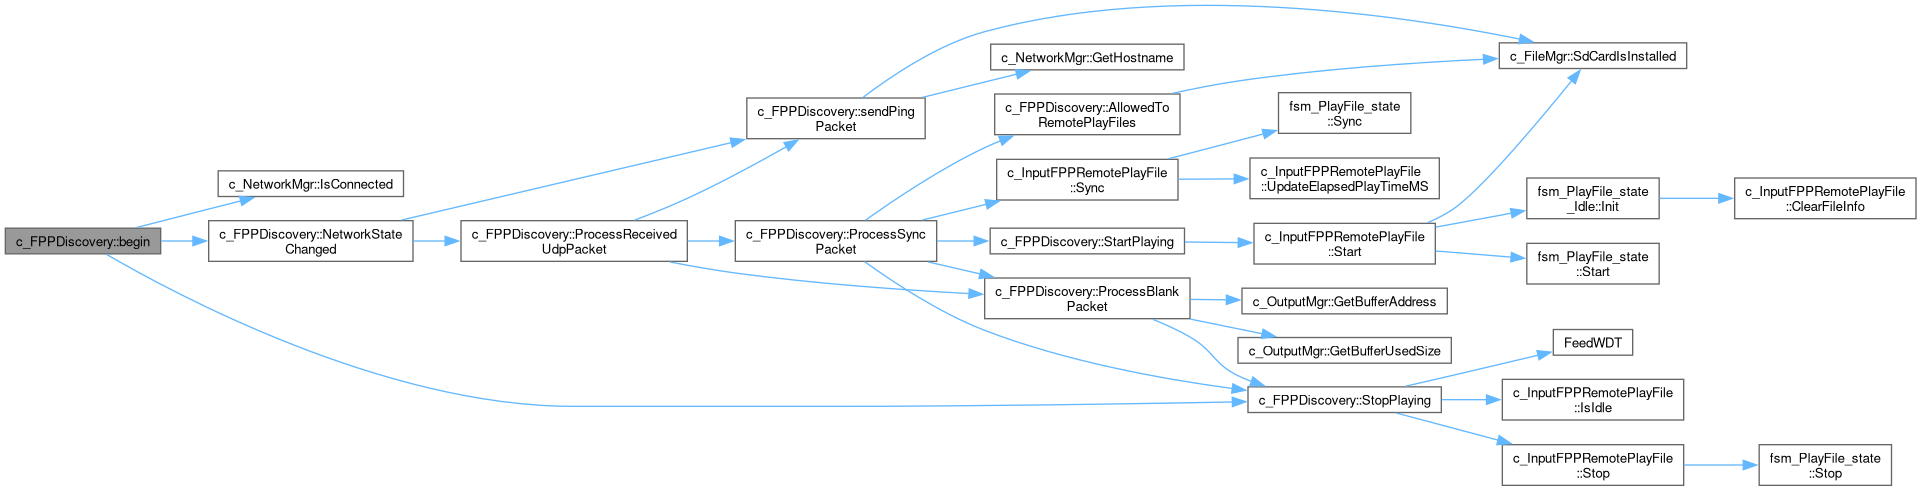 c_FPPDiscovery::begin
c_NetworkMgr::IsConnected
c_FPPDiscovery::NetworkState
Changed
c_FPPDiscovery::ProcessReceived
UdpPacket
c_FPPDiscovery::sendPing
Packet
c_FPPDiscovery::ProcessSync
Packet
c_NetworkMgr::GetHostname
c_FPPDiscovery::AllowedTo
RemotePlayFiles
c_InputFPPRemotePlayFile
::Sync
c_FPPDiscovery::StartPlaying
c_FPPDiscovery::ProcessBlank
Packet
fsm_PlayFile_state
::Sync
c_InputFPPRemotePlayFile
::UpdateElapsedPlayTimeMS
c_InputFPPRemotePlayFile
::Start
c_OutputMgr::GetBufferAddress
c_OutputMgr::GetBufferUsedSize
c_FPPDiscovery::StopPlaying
c_FileMgr::SdCardIsInstalled
fsm_PlayFile_state
_Idle::Init
fsm_PlayFile_state
::Start
FeedWDT
c_InputFPPRemotePlayFile
::IsIdle
c_InputFPPRemotePlayFile
::Stop
c_InputFPPRemotePlayFile
::ClearFileInfo
fsm_PlayFile_state
::Stop